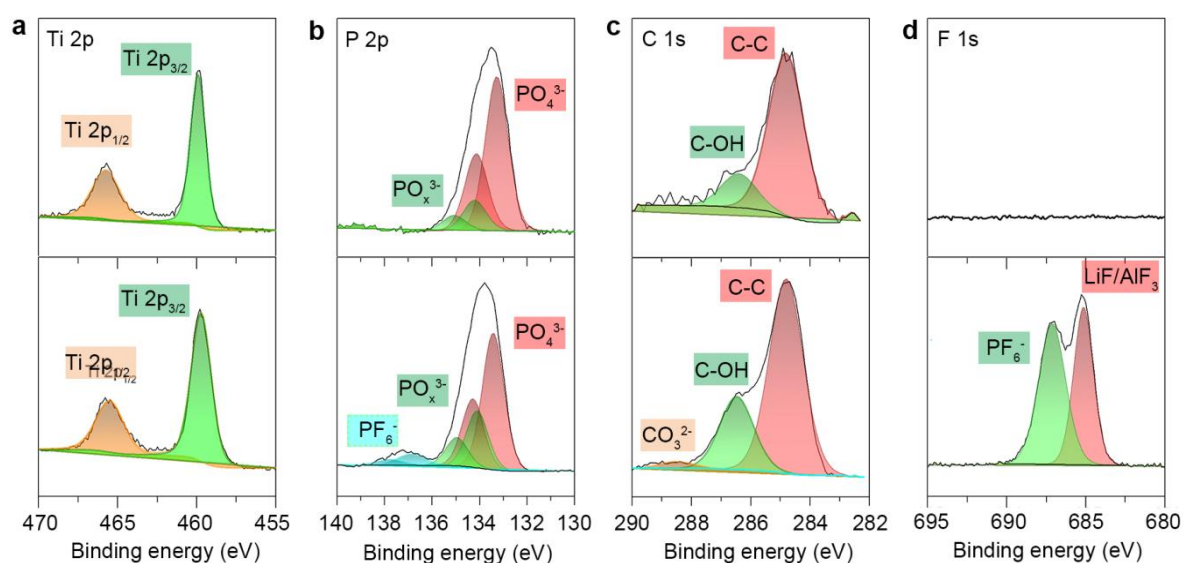 a
Ti 2p
Ti 2p3/2
Ti 2p1/2
Ti 2p3/2
Ti 2p1/2
Ti 2p1/2
470 465 460 455
Binding energy (eV)
b
P 2p
PO₄³⁻
POₓ³⁻
PO₄³⁻
POₓ³⁻
PF₆⁻
140 138 136 134 132 130
Binding energy (eV)
c
C 1s
C-C
C-OH
C-C
C-OH
CO₃²⁻
290 288 286 284 282
Binding energy (eV)
d
F 1s
LiF/AlF₃
PF₆⁻
695 690 685 680
Binding energy (eV)